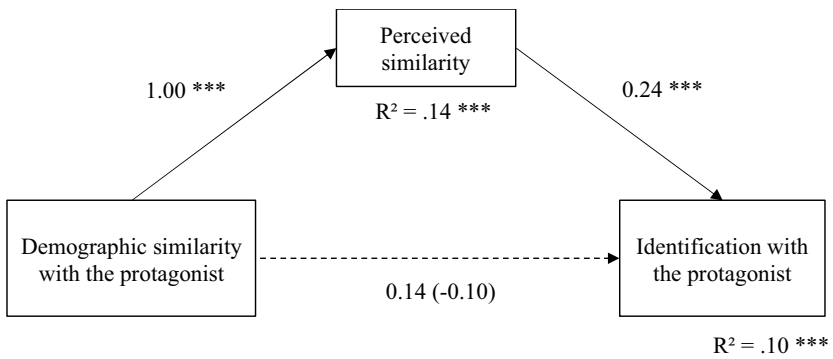 Perceived
similarity
1.00 ***
0.24 ***
R² = .14 ***
Demographic similarity
with the protagonist
Identification with
the protagonist
0.14 (-0.10)
R² = .10 ***